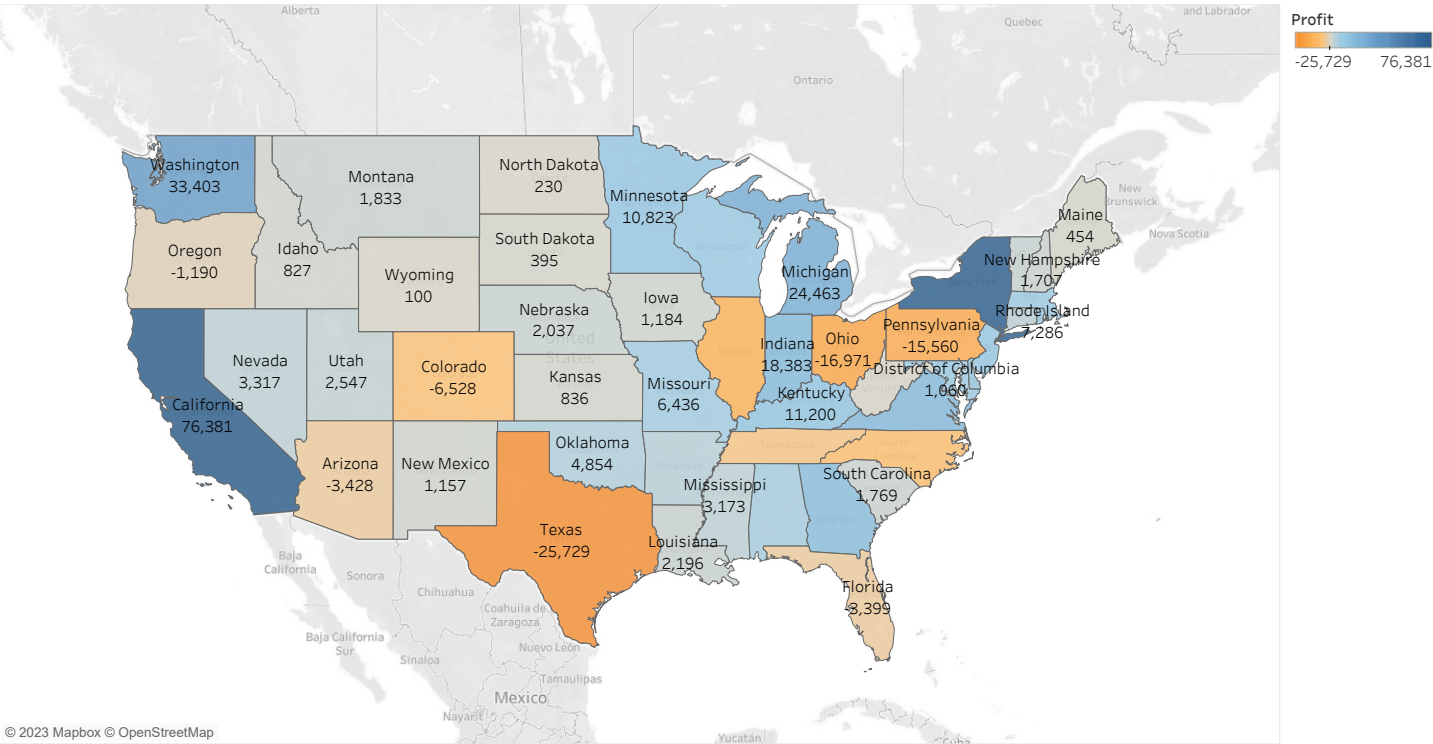 Alberta
Quebec
and Labrador
Ontario
Profit
-25,729
76,381
Washington
33,403
Montana
1,833
North Dakota
230
Minnesota
10,823
Wisconsin
New
Brunswick
Maine
454
Nova Scotia
Oregon
-1,190
Idaho
827
Wyoming
100
South Dakota
395
Michigan
24,463
New York
New Hampshire
1,707
Nebraska
2,037
Iowa
1,184
United
States
Rhode Island
7,286
Nevada
3,317
Utah
2,547
Colorado
-6,528
Kansas
836
Missouri
6,436
Illinois
Indiana
18,383
Ohio
-16,971
Pennsylvania
-15,560
District of Columbia
1,060
Kentucky
11,200
California
76,381
Arizona
-3,428
New Mexico
1,157
Oklahoma
4,854
Arkansas
Tennessee
North
Carolina
Mississippi
3,173
South Carolina
1,769
Georgia
Texas
-25,729
Louisiana
2,196
Florida
-3,399
Baja
California
Sonora
Chihuahua
Coahuila de
Zaragoza
Baja California
Sur
Sinaloa
Nuevo León
Tamaulipas
Mexico
Nayarit
Yucatán
Cuba
© 2023 Mapbox © OpenStreetMap